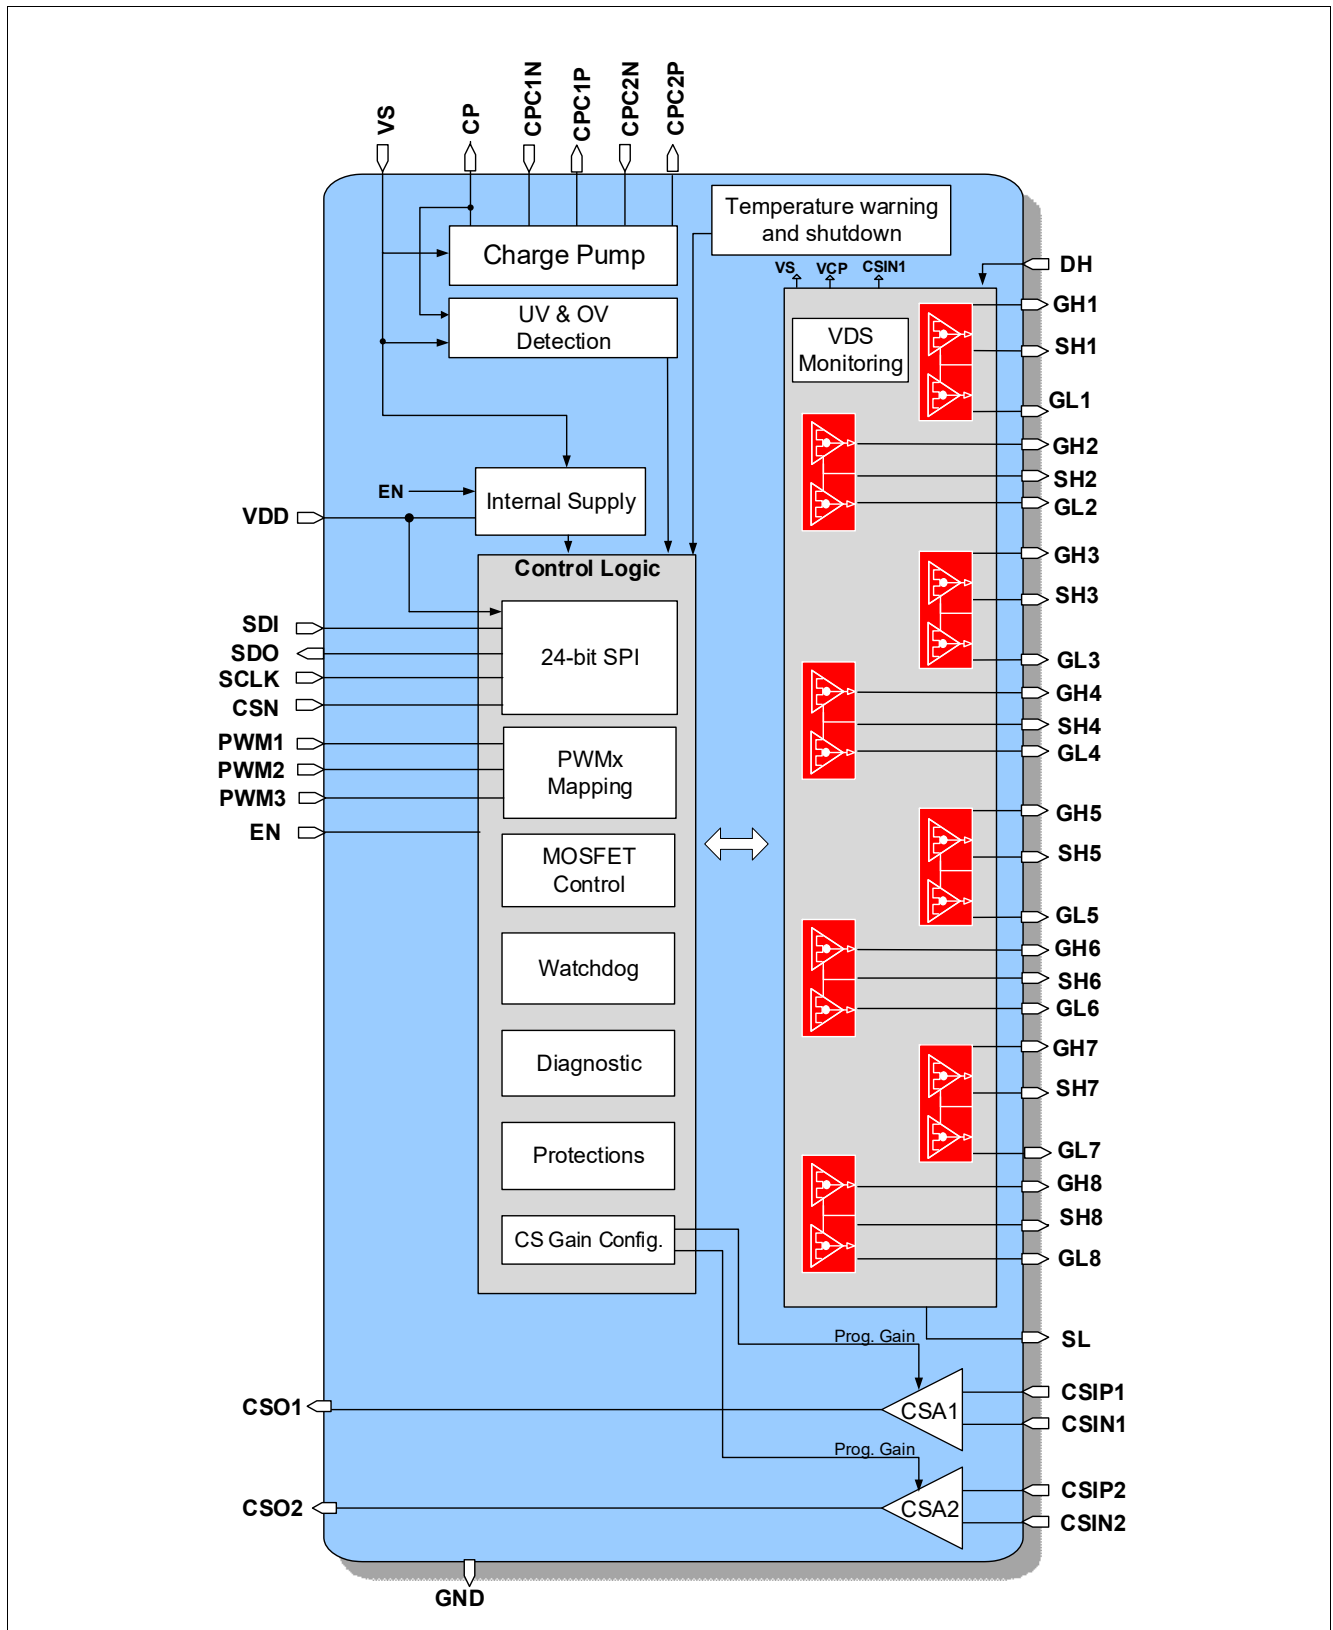 VS
CP
CPC1N
CPC1P
CPC2N
CPC2P
Temperature warning
and shutdown
Charge Pump
VS
VCP
CSIN1
DH
GH1
UV & OV
Detection
VDS
Monitoring
SH1
GL1
GH2
SH2
GL2
EN
Internal Supply
VDD
GH3
Control Logic
SH3
SDI
SDO
SCLK
CSN
24-bit SPI
GL3
GH4
SH4
GL4
PWM1
PWM2
PWM3
PWMx
Mapping
EN
GH5
SH5
MOSFET
Control
GL5
GH6
Watchdog
SH6
GL6
GH7
Diagnostic
SH7
Protections
GL7
GH8
SH8
CS Gain Config.
GL8
Prog. Gain
SL
CSO1
CSA1
CSIP1
CSIN1
Prog. Gain
CSO2
CSA2
CSIP2
CSIN2
GND